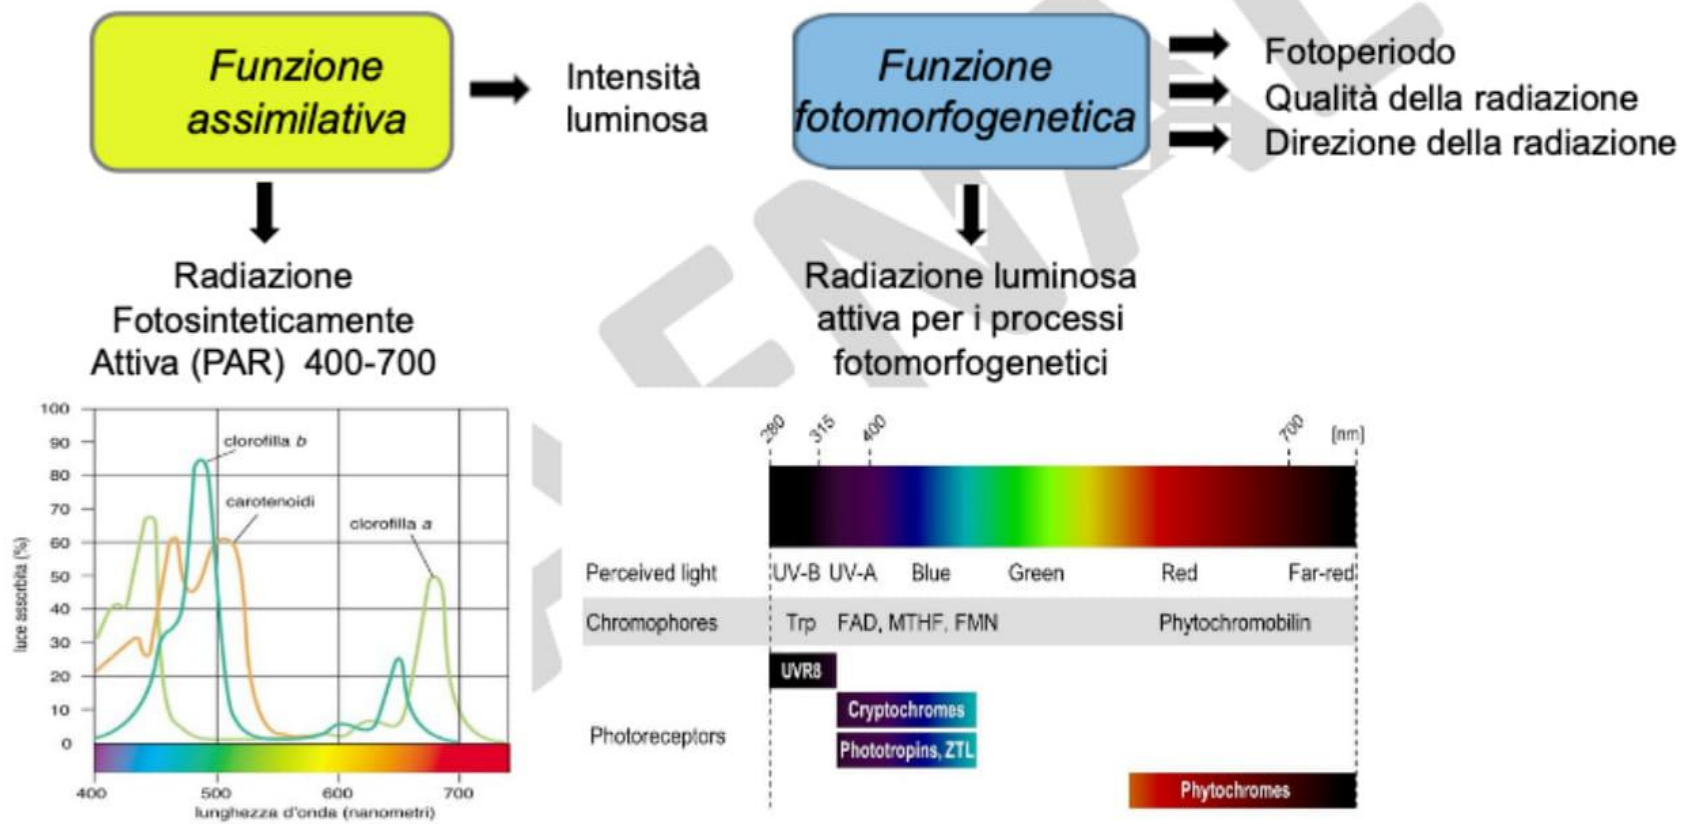 Funzione
assimilativa
Intensità
luminosa
Radiazione
Fotosinteticamente
Attiva (PAR) 400-700
Funzione
fotomorfogenetica
Fotoperiodo
Qualità della radiazione
Direzione della radiazione
Radiazione luminosa
attiva per i processi
fotomorfogenetici
luce assorbita (%)
100
90
80
70
60
50
40
30
20
10
0
clorofilla b
carotenoidi
clorofilla a
400 500 600 700
lunghezza d'onda (nanometri)
280 315 400 700 [nm]
Perceived light UV-B UV-A Blue Green Red Far-red
Chromophores Trp FAD, MTHF, FMN Phytochromobilin
Photoreceptors
UVR8
Cryptochromes
Phototropins, ZTL
Phytochromes